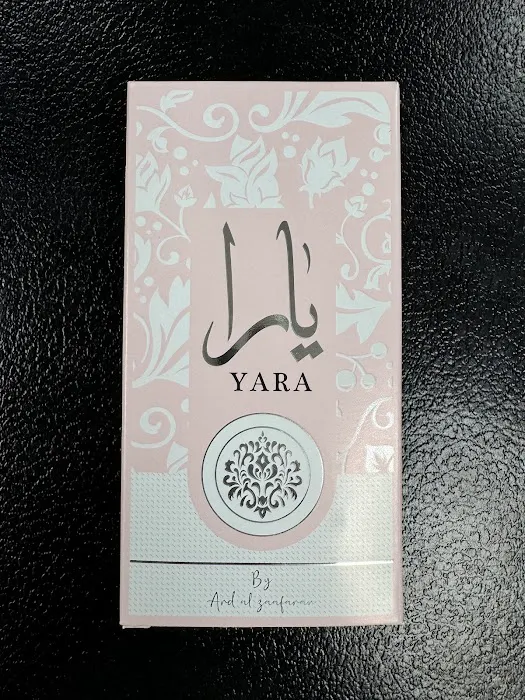 يارا
YARA
By
Ard al zaafaran